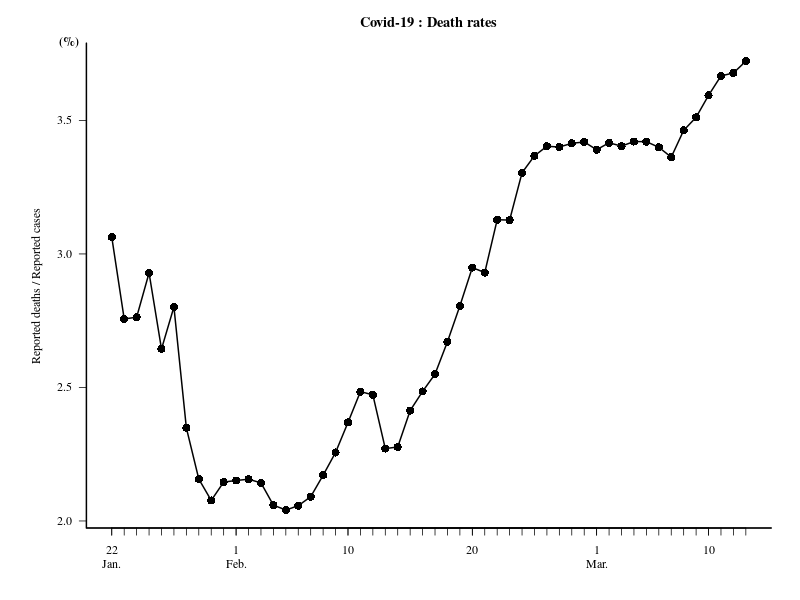 Covid-19 : Death rates
(%)
3.5
3.0
2.5
2.0
Reported deaths / Reported cases
22 1 10 20 1 10
Jan. Feb. Mar.